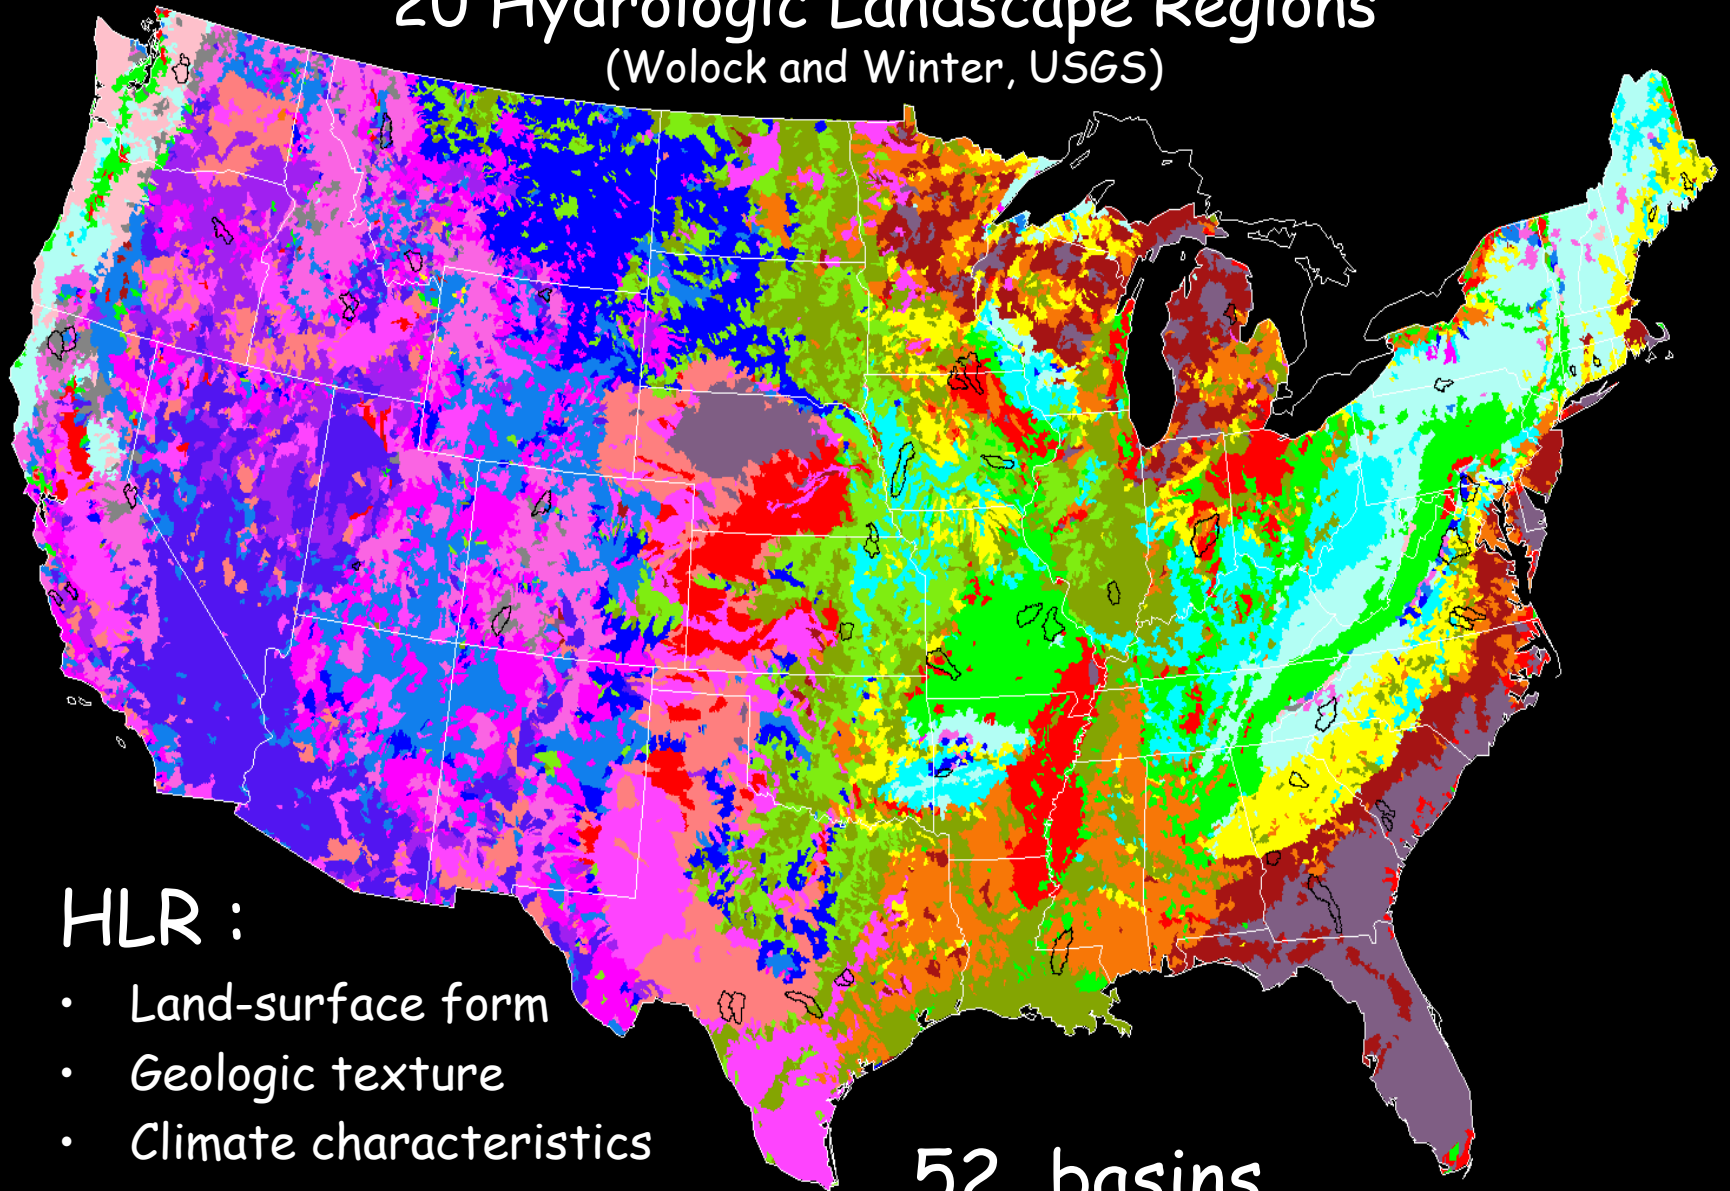 20 Hydrologic Landscape Regions
(Wolock and Winter, USGS)
HLR :
• Land-surface form
• Geologic texture
• Climate characteristics
52 basins